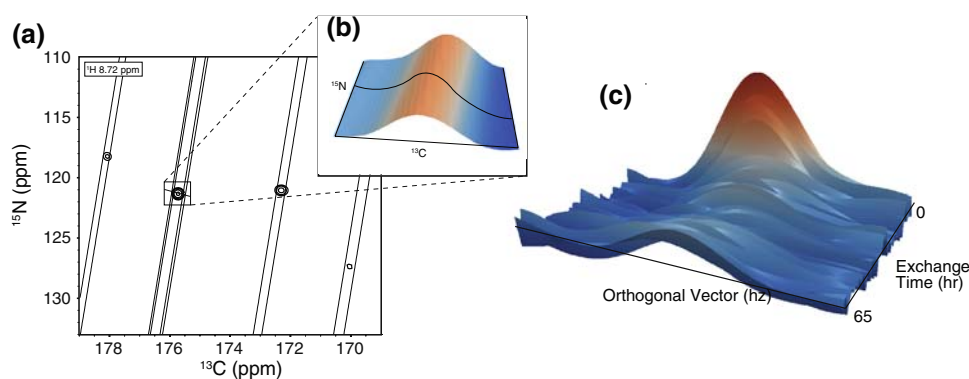 (a)
(b)
(c)
¹H 8.72 ppm
110
115
120
125
130
¹⁵N (ppm)
178
176
174
172
170
¹³C (ppm)
¹⁵N
¹³C
0
Exchange
Time (hr)
65
Orthogonal Vector (hz)